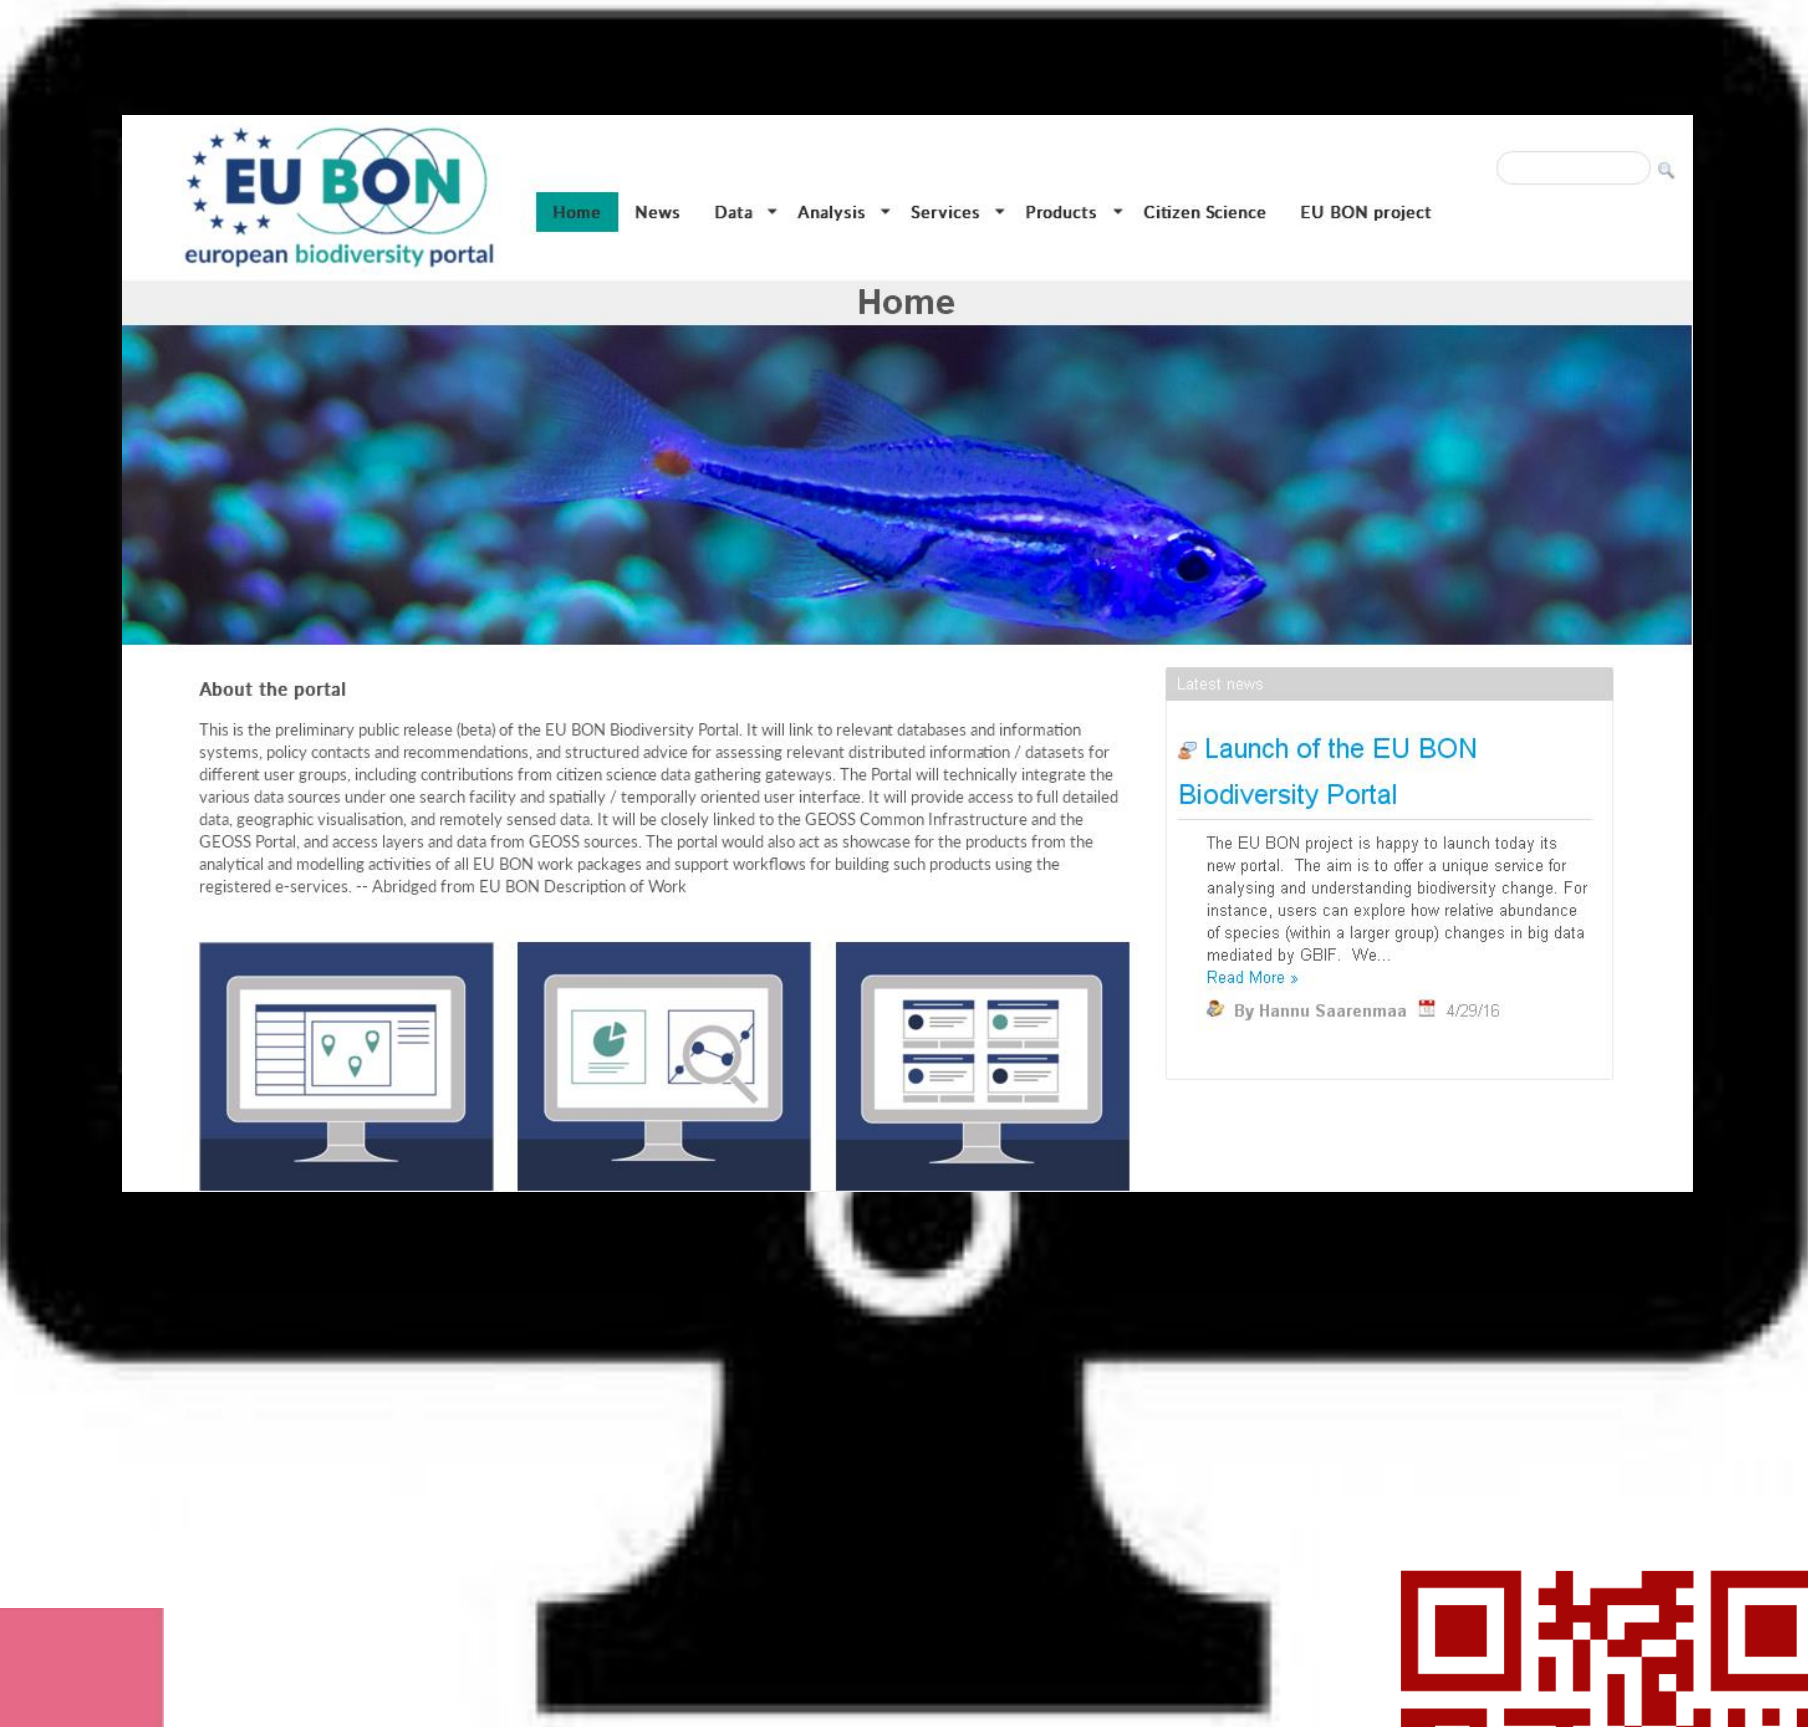 EU BON
european biodiversity portal
Home News Data Analysis Services Products Citizen Science EU BON project
Home
About the portal
This is the preliminary public release (beta) of the EU BON Biodiversity Portal. It will link to relevant databases and information
systems, policy contacts and recommendations, and structured advice for assessing relevant distributed information / datasets for
different user groups, including contributions from citizen science data gathering gateways. The Portal will technically integrate the
various data sources under one search facility and spatially / temporally oriented user interface. It will provide access to full detailed
data, geographic visualisation, and remotely sensed data. It will be closely linked to the GEOSS Common Infrastructure and the
GEOSS Portal, and access layers and data from GEOSS sources. The portal would also act as showcase for the products from the
analytical and modelling activities of all EU BON work packages and support workflows for building such products using the
registered e-services. -- Abridged from EU BON Description of Work
Latest news
Launch of the EU BON
Biodiversity Portal
The EU BON project is happy to launch today its
new portal. The aim is to offer a unique service for
analysing and understanding biodiversity change. For
instance, users can explore how relative abundance
of species (within a larger group) changes in big data
mediated by GBIF. We...
Read More »
By Hannu Saarenmaa 4/29/16